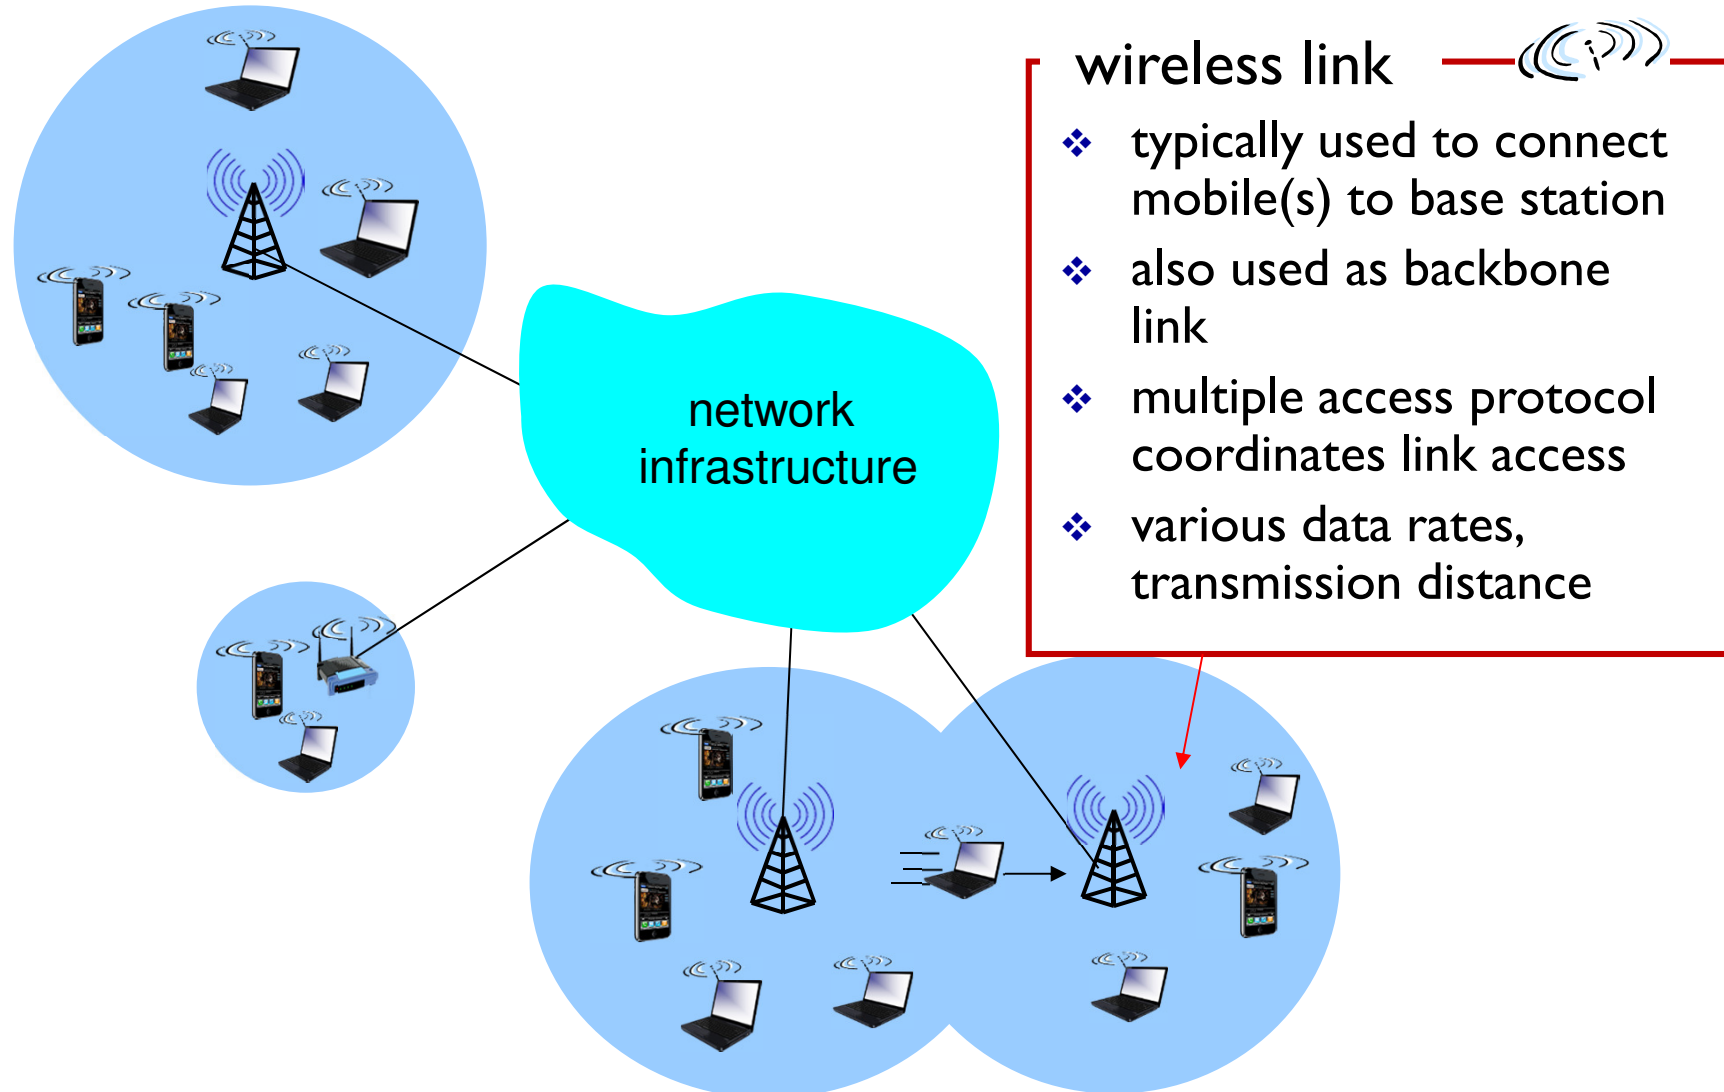 wireless link
❖ typically used to connect
mobile(s) to base station
❖ also used as backbone
link
❖ multiple access protocol
coordinates link access
❖ various data rates,
transmission distance
network
infrastructure